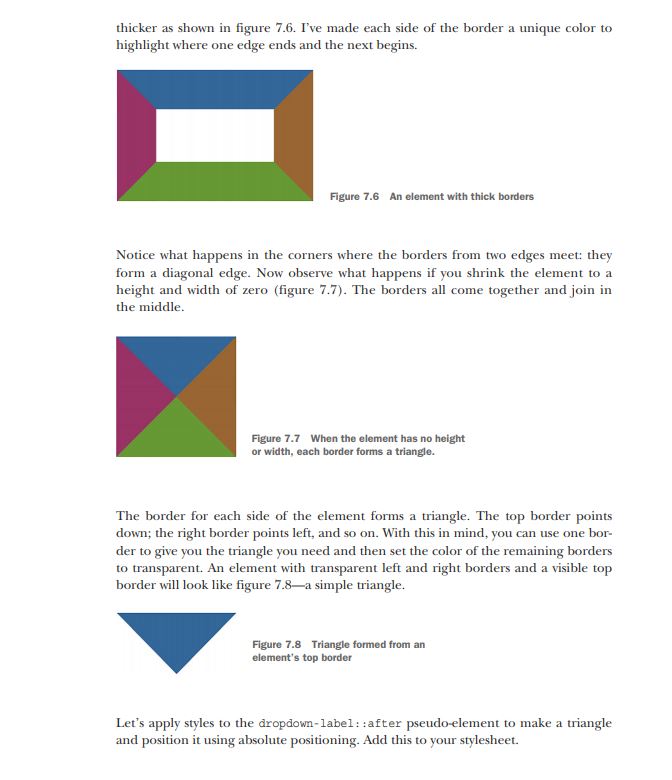 thicker as shown in figure 7.6. I've made each side of the border a unique color to
highlight where one edge ends and the next begins.
Figure 7.6 An element with thick borders
Notice what happens in the corners where the borders from two edges meet: they
form a diagonal edge. Now observe what happens if you shrink the element to a
height and width of zero (figure 7.7). The borders all come together and join in
the middle.
Figure 7.7 When the element has no height
or width, each border forms a triangle.
The border for each side of the element forms a triangle. The top border points
down; the right border points left, and so on. With this in mind, you can use one bor-
der to give you the triangle you need and then set the color of the remaining borders
to transparent. An element with transparent left and right borders and a visible top
border will look like figure 7.8—a simple triangle.
Figure 7.8 Triangle formed from an
element's top border
Let's apply styles to the dropdown-label::after pseudo-element to make a triangle
and position it using absolute positioning. Add this to your stylesheet.